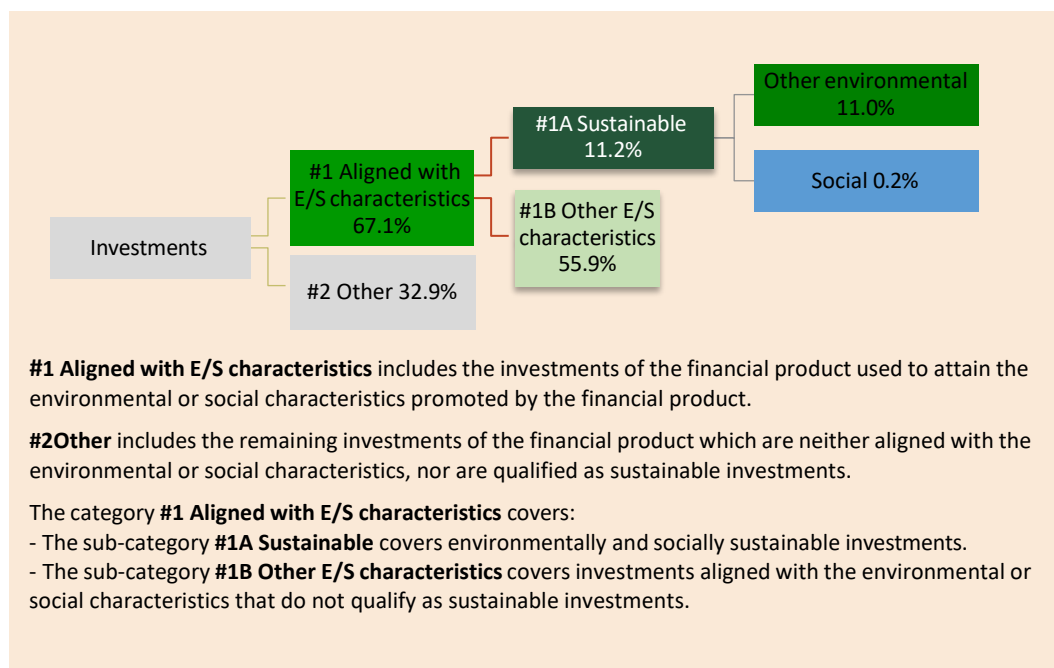 Other environmental
11.0%
#1A Sustainable
11.2%
#1 Aligned with
E/S characteristics
67.1%
Social 0.2%
#1B Other E/S
characteristics
55.9%
Investments
#2 Other 32.9%
#1 Aligned with E/S characteristics includes the investments of the financial product used to attain the
environmental or social characteristics promoted by the financial product.
#2Other includes the remaining investments of the financial product which are neither aligned with the
environmental or social characteristics, nor are qualified as sustainable investments.
The category #1 Aligned with E/S characteristics covers:
- The sub-category #1A Sustainable covers environmentally and socially sustainable investments.
- The sub-category #1B Other E/S characteristics covers investments aligned with the environmental or
social characteristics that do not qualify as sustainable investments.